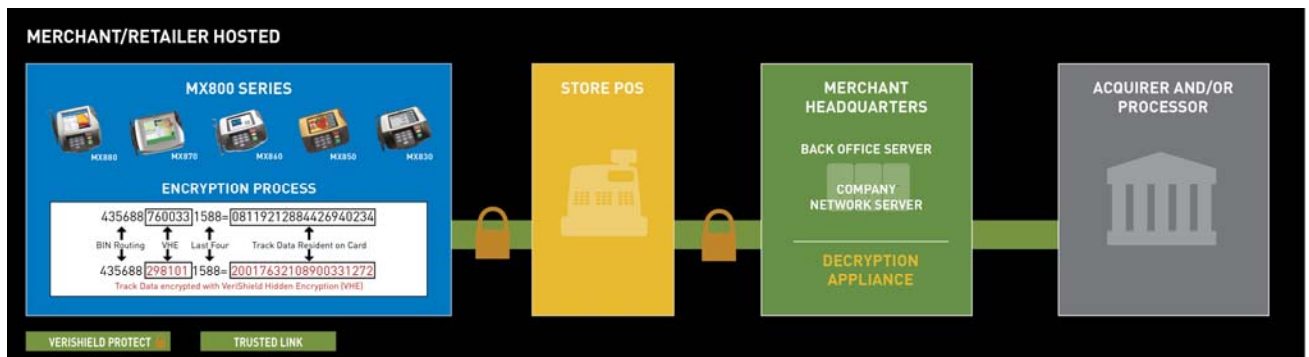 MERCHANT/RETAILER HOSTED
MX800 SERIES
MX880
MX870
MX860
MX850
MX830
ENCRYPTION PROCESS
435688 760033 1588= 08119212884426940234
BIN Routing VHE Last Four Track Data Resident on Card
435688 298101 1588= 20017632108900331272
Track Data encrypted with VeriShield Hidden Encryption (VHE)
STORE POS
MERCHANT
HEADQUARTERS
BACK OFFICE SERVER
COMPANY
NETWORK SERVER
DECRYPTION
APPLIANCE
ACQUIRER AND/OR
PROCESSOR
VERISHIELD PROTECT
TRUSTED LINK